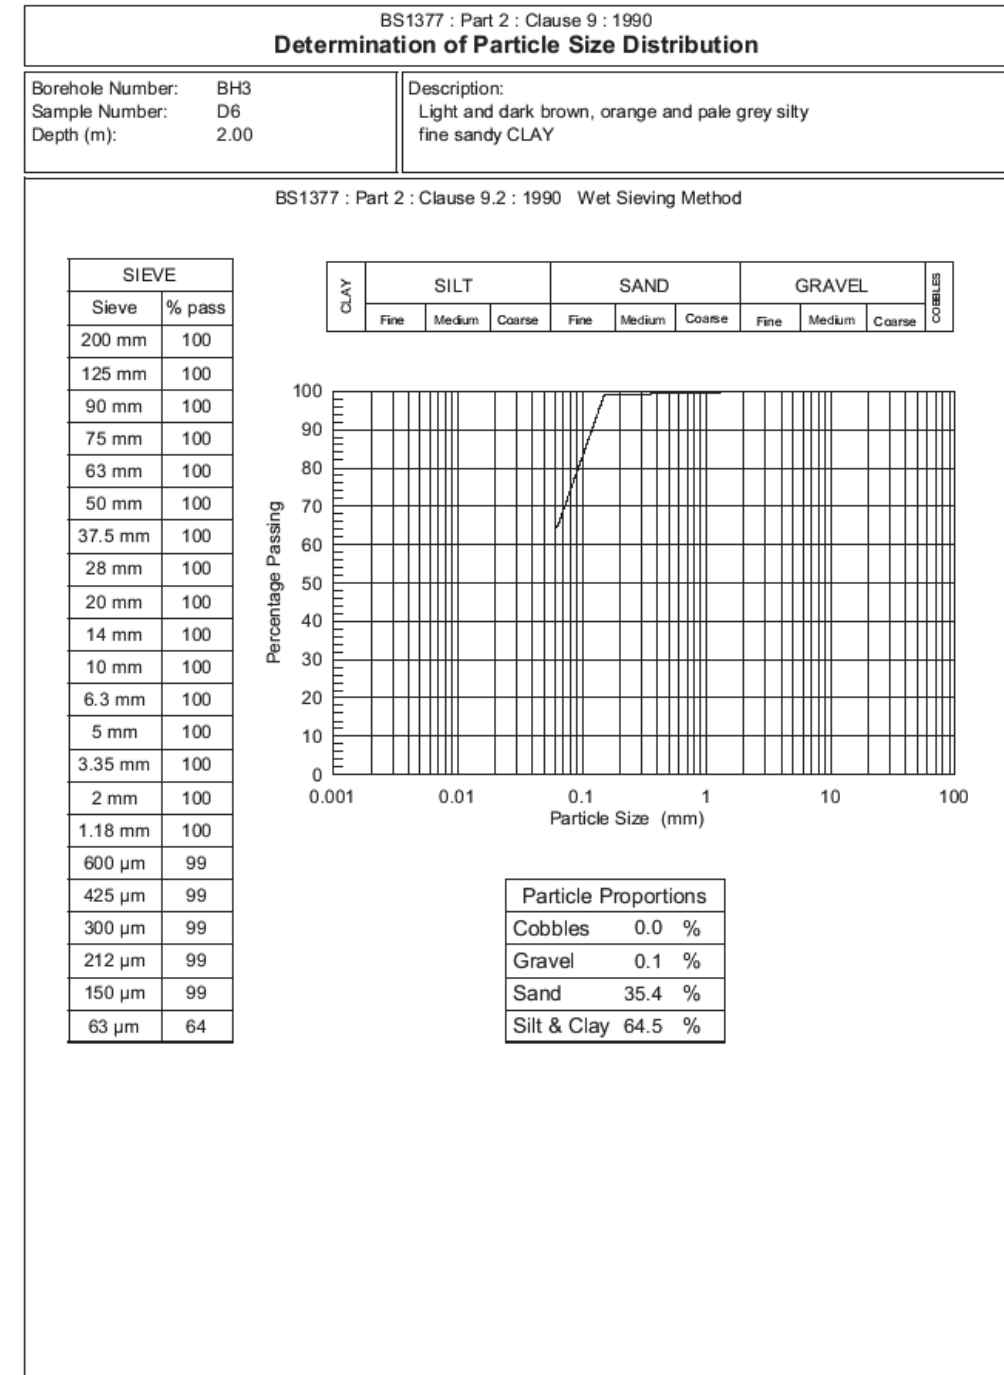 BS1377 : Part 2 : Clause 9 : 1990
Determination of Particle Size Distribution
Borehole Number: BH3
Sample Number: D6
Depth (m): 2.00
Description:
Light and dark brown, orange and pale grey silty
fine sandy CLAY
BS1377 : Part 2 : Clause 9.2 : 1990 Wet Sieving Method
SIEVE
Sieve % pass
200 mm 100
125 mm 100
90 mm 100
75 mm 100
63 mm 100
50 mm 100
37.5 mm 100
28 mm 100
20 mm 100
14 mm 100
10 mm 100
6.3 mm 100
5 mm 100
3.35 mm 100
2 mm 100
1.18 mm 100
600 µm 99
425 µm 99
300 µm 99
212 µm 99
150 µm 99
63 µm 64
CLAY SILT SAND GRAVEL COBBLES
Fine Medium Coarse Fine Medium Coarse Fine Medium Coarse
Percentage Passing
100
90
80
70
60
50
40
30
20
10
0
0.001 0.01 0.1 1 10 100
Particle Size (mm)
Particle Proportions
Cobbles 0.0 %
Gravel 0.1 %
Sand 35.4 %
Silt & Clay 64.5 %